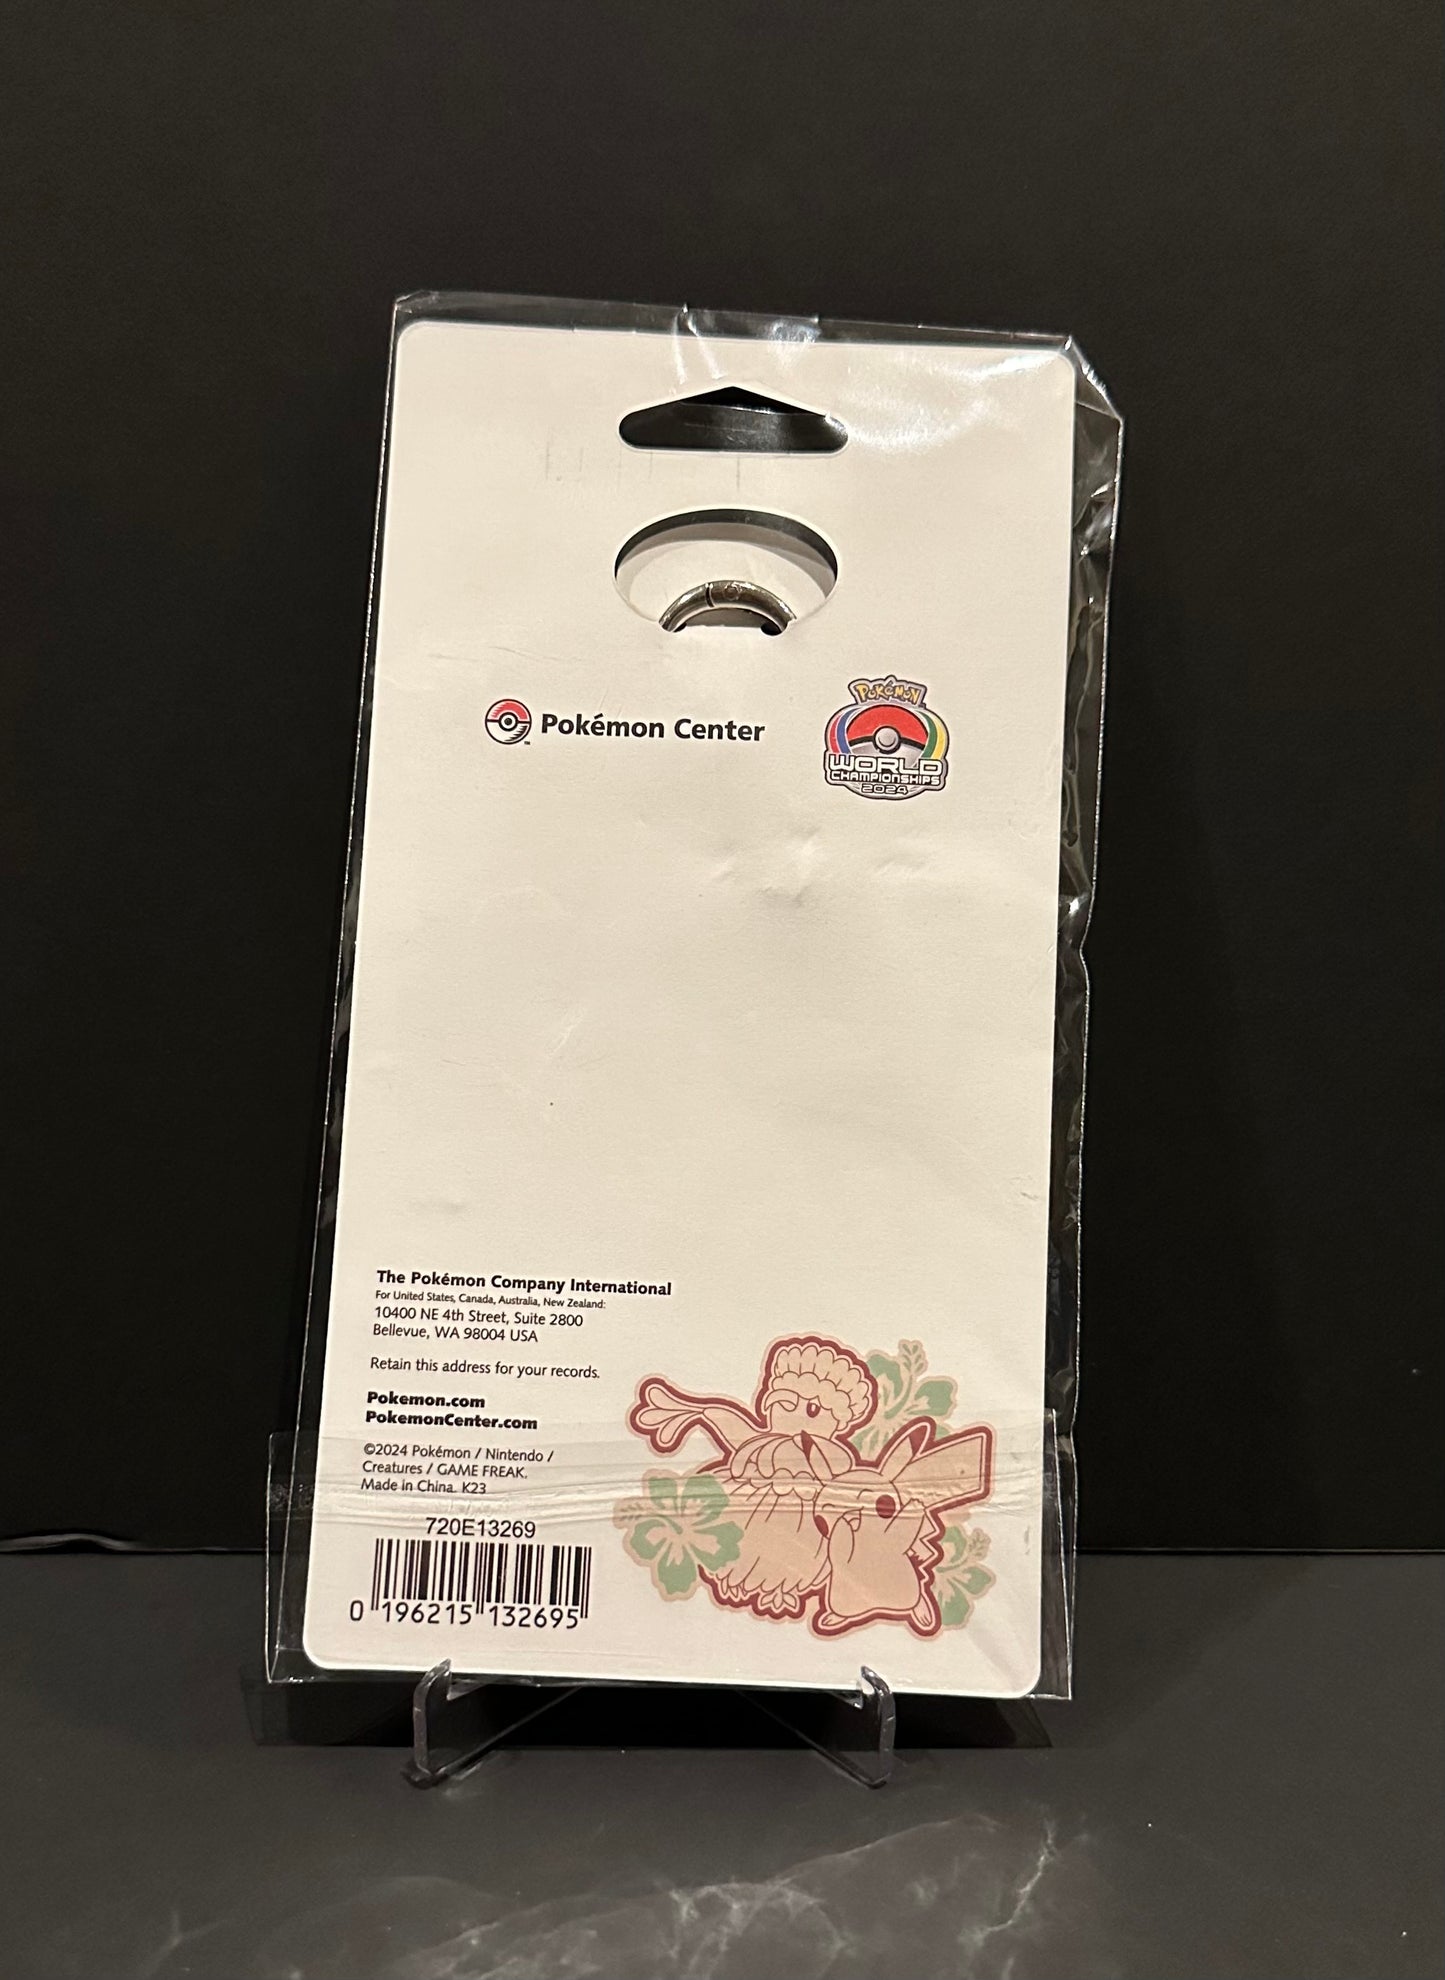 Pokémon Center
™
POKÉMON
WORLD
CHAMPIONSHIPS
2024
The Pokémon Company International
For United States, Canada, Australia, New Zealand:
10400 NE 4th Street, Suite 2800
Bellevue, WA 98004 USA
Retain this address for your records.
Pokemon.com
PokemonCenter.com
©2024 Pokémon / Nintendo /
Creatures / GAME FREAK.
Made in China. K23
720E13269
0 196215 132695